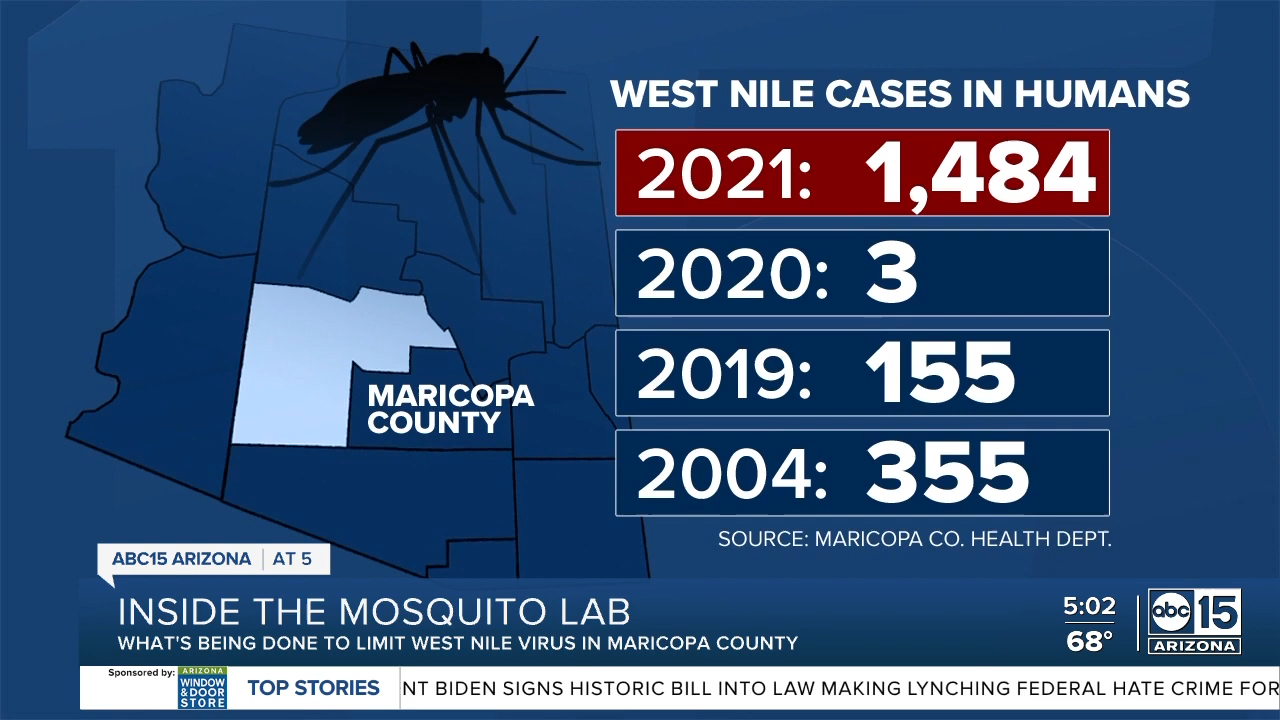 WEST NILE CASES IN HUMANS
2021: 1,484
2020: 3
2019: 155
2004: 355
MARICOPA
COUNTY
SOURCE: MARICOPA CO. HEALTH DEPT.
ABC15 ARIZONA AT 5
INSIDE THE MOSQUITO LAB
WHAT'S BEING DONE TO LIMIT WEST NILE VIRUS IN MARICOPA COUNTY
5:02
68°
abc 15
ARIZONA
Sponsored by:
ARIZONA
WINDOW
&DOOR
STORE
TOP STORIES
NT BIDEN SIGNS HISTORIC BILL INTO LAW MAKING LYNCHING FEDERAL HATE CRIME FOR